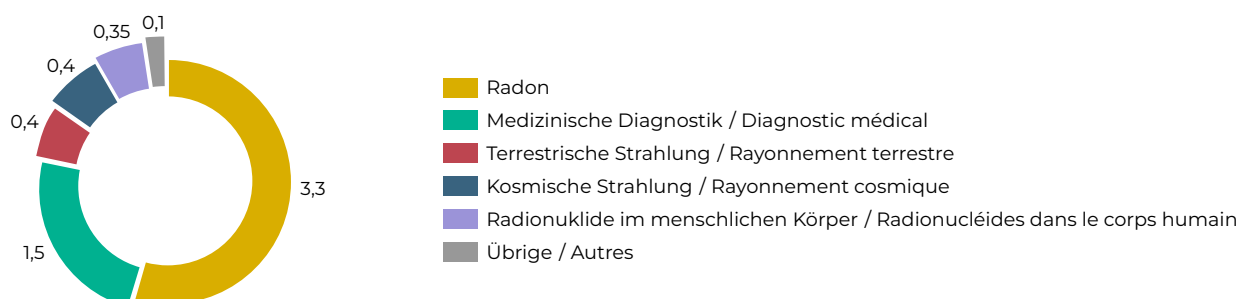 0,1
0,35
0,4
0,4
3,3
1,5
Radon
Medizinische Diagnostik / Diagnostic médical
Terrestrische Strahlung / Rayonnement terrestre
Kosmische Strahlung / Rayonnement cosmique
Radionuklide im menschlichen Körper / Radionucléides dans le corps humain
Übrige / Autres